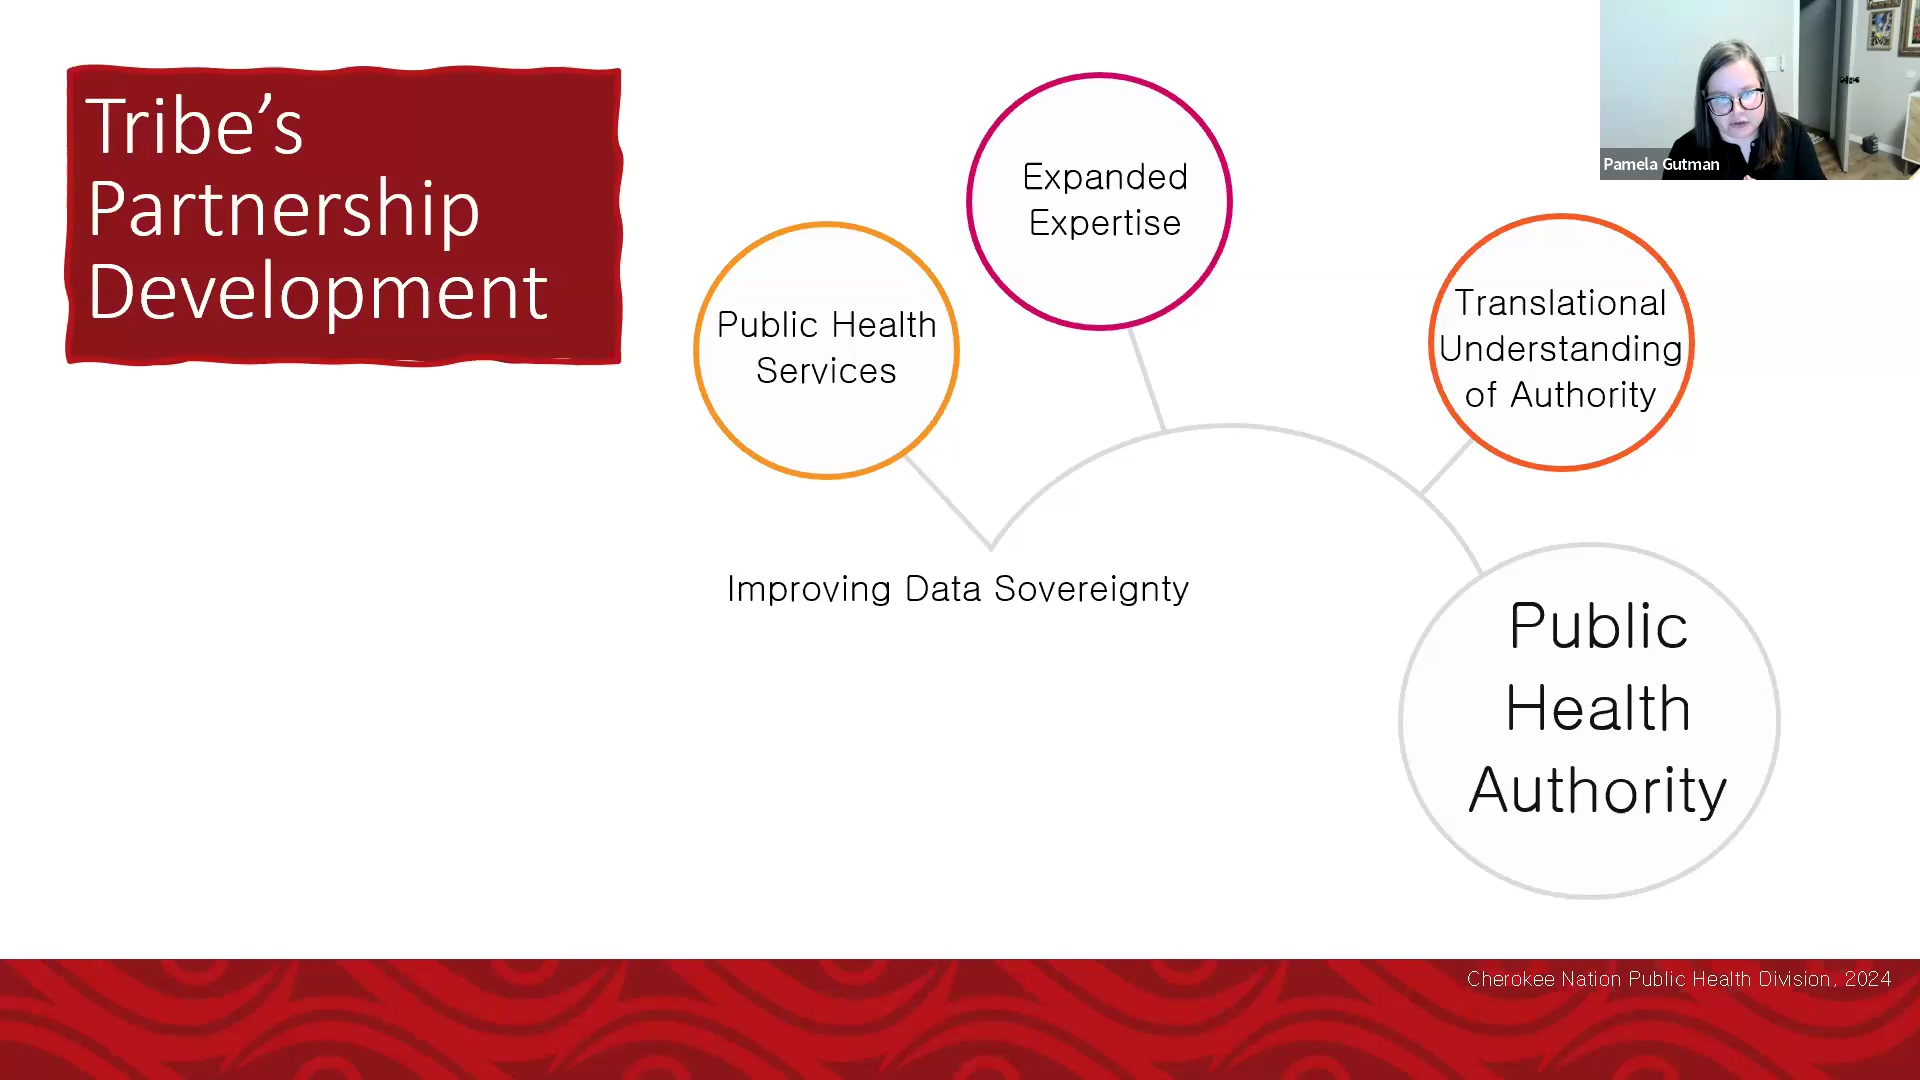 Tribe’s
Partnership
Development
Expanded
Expertise
Public Health
Services
Translational
Understanding
of Authority
Improving Data Sovereignty
Public
Health
Authority
Pamela Gutman
Cherokee Nation Public Health Division, 2024